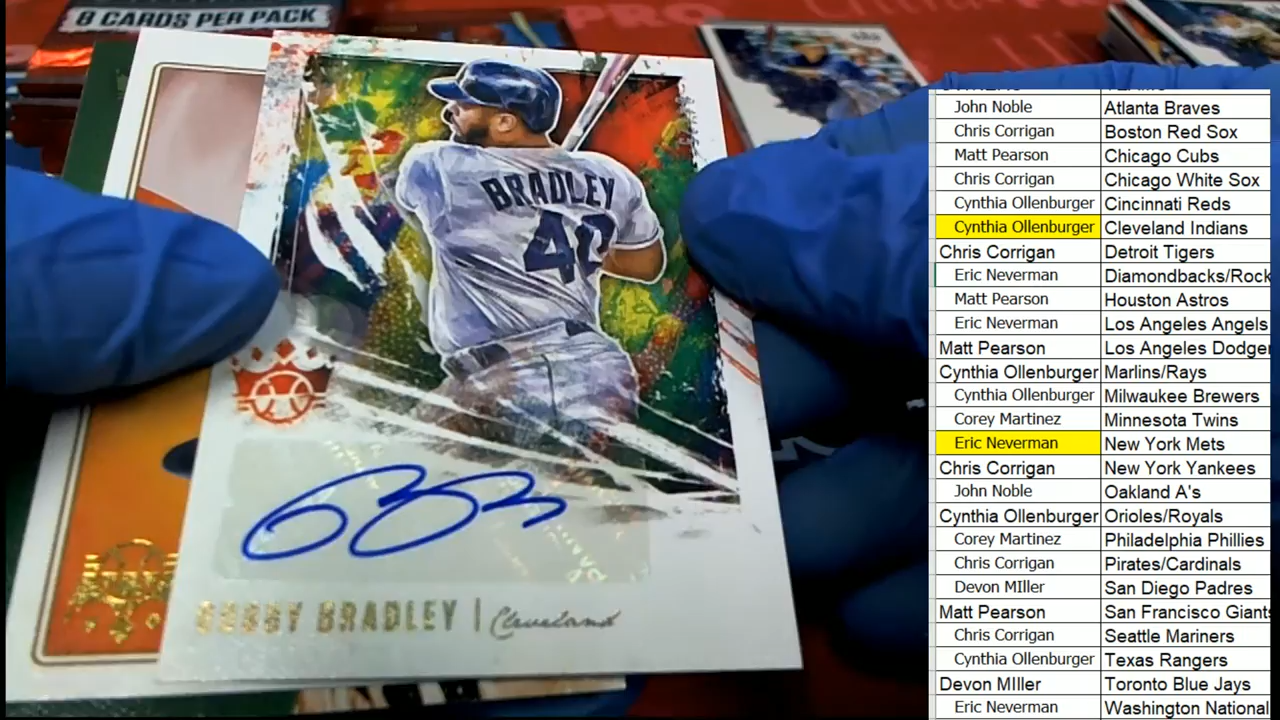 8 CARDS PER PACK
PRO
BRADLEY
40
BOBBY BRADLEY | Cleveland
John Noble Atlanta Braves
Chris Corrigan Boston Red Sox
Matt Pearson Chicago Cubs
Chris Corrigan Chicago White Sox
Cynthia Ollenburger Cincinnati Reds
Cynthia Ollenburger Cleveland Indians
Chris Corrigan Detroit Tigers
Eric Neverman Diamondbacks/Rock
Matt Pearson Houston Astros
Eric Neverman Los Angeles Angels
Matt Pearson Los Angeles Dodger
Cynthia Ollenburger Marlins/Rays
Cynthia Ollenburger Milwaukee Brewers
Corey Martinez Minnesota Twins
Eric Neverman New York Mets
Chris Corrigan New York Yankees
John Noble Oakland A's
Cynthia Ollenburger Orioles/Royals
Corey Martinez Philadelphia Phillies
Chris Corrigan Pirates/Cardinals
Devon MIller San Diego Padres
Matt Pearson San Francisco Giants
Chris Corrigan Seattle Mariners
Cynthia Ollenburger Texas Rangers
Devon MIller Toronto Blue Jays
Eric Neverman Washington National